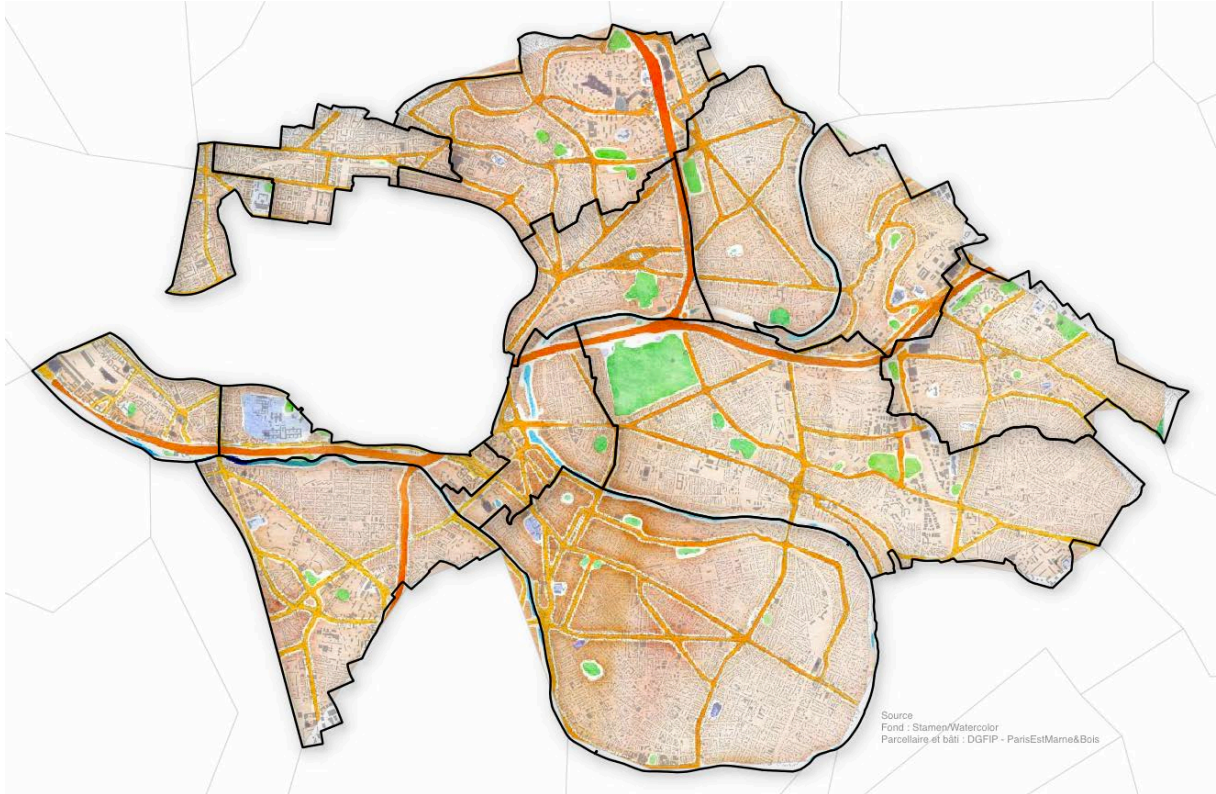 Source
Fond : Stamen/Watercolor
Parcellaire et bâti : DGFIP - ParisEstMarne&Bois